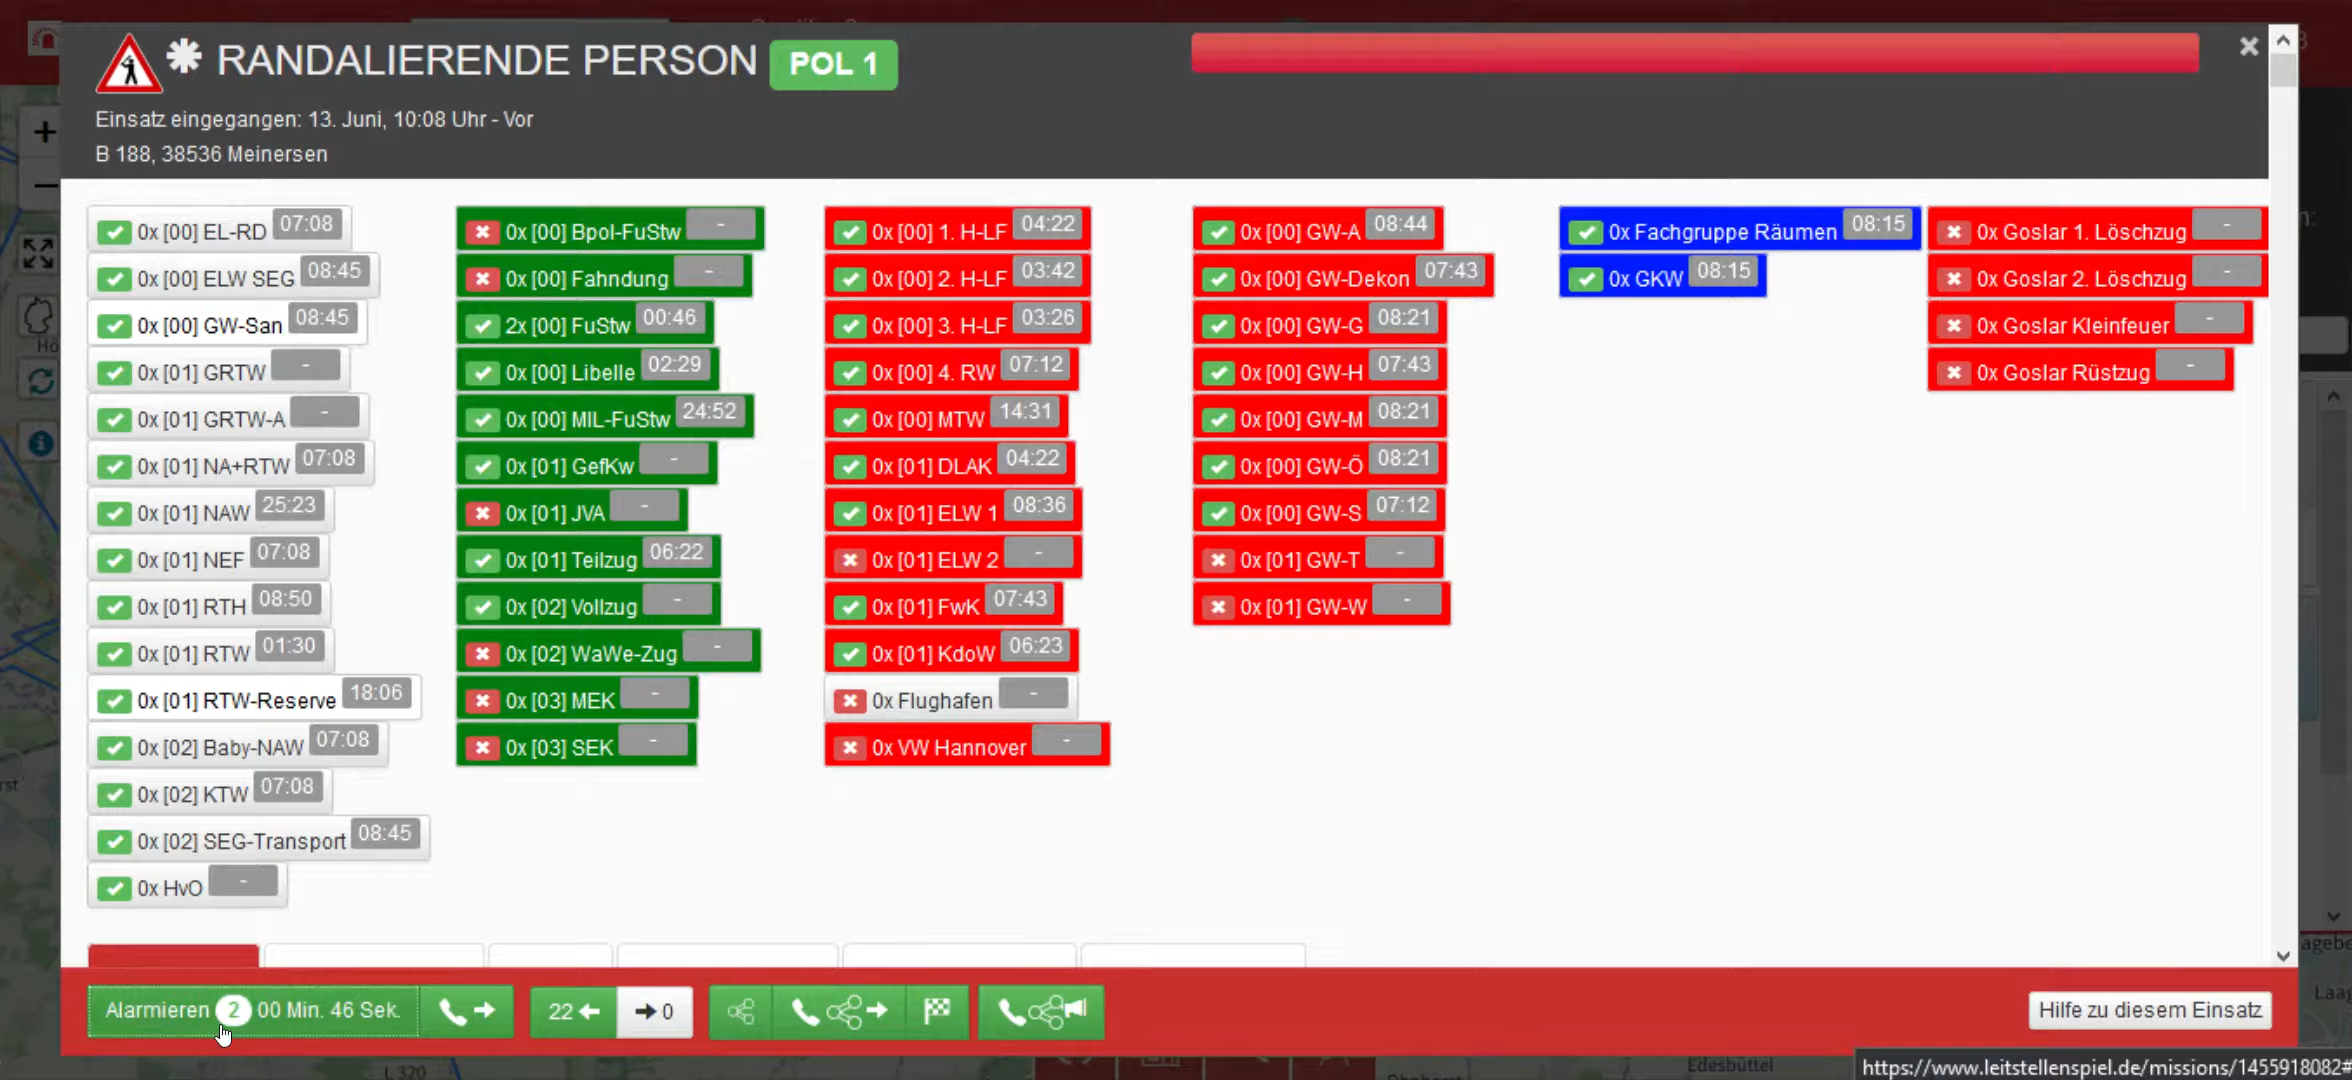 RANDALIERENDE PERSON POL 1
Einsatz eingegangen: 13. Juni, 10:08 Uhr - Vor
B 188, 38536 Meinersen
0x [00] EL-RD 07:08
0x [00] ELW SEG 08:45
0x [00] GW-San 08:45
0x [01] GRTW -
0x [01] GRTW-A -
0x [01] NA+RTW 07:08
0x [01] NAW 25:23
0x [01] NEF 07:08
0x [01] RTH 08:50
0x [01] RTW 01:30
0x [01] RTW-Reserve 18:06
0x [02] Baby-NAW 07:08
0x [02] KTW 07:08
0x [02] SEG-Transport 08:45
0x HvO -
0x [00] Bpol-FuStw -
0x [00] Fahndung -
2x [00] FuStw 00:46
0x [00] Libelle 02:29
0x [00] MIL-FuStw 24:52
0x [01] GefKw -
0x [01] JVA -
0x [01] Teilzug 06:22
0x [02] Vollzug -
0x [02] WaWe-Zug -
0x [03] MEK -
0x [03] SEK -
0x [00] 1. H-LF 04:22
0x [00] 2. H-LF 03:42
0x [00] 3. H-LF 03:26
0x [00] 4. RW 07:12
0x [00] MTW 14:31
0x [01] DLAK 04:22
0x [01] ELW 1 08:36
0x [01] ELW 2 -
0x [01] FwK 07:43
0x [01] KdoW 06:23
0x Flughafen -
0x VW Hannover -
0x [00] GW-A 08:44
0x [00] GW-Dekon 07:43
0x [00] GW-G 08:21
0x [00] GW-H 07:43
0x [00] GW-M 08:21
0x [00] GW-Ö 08:21
0x [00] GW-S 07:12
0x [01] GW-T -
0x [01] GW-W -
0x Fachgruppe Räumen 08:15
0x GKW 08:15
0x Goslar 1. Löschzug -
0x Goslar 2. Löschzug -
0x Goslar Kleinfeuer -
0x Goslar Rüstzug -
Alarmieren 2 00 Min. 46 Sek.
22
0
Hilfe zu diesem Einsatz
L 320
Edesbüttel
https://www.leitstellenspiel.de/missions/1455918082#